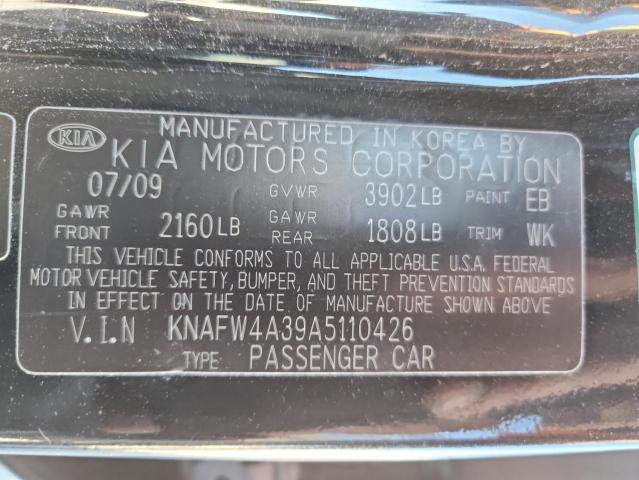 KIA
MANUFACTURED IN KOREA BY
KIA MOTORS CORPORATION
07/09 GVWR 3902LB PAINT EB
GAWR FRONT 2160LB GAWR REAR 1808LB TRIM WK
THIS VEHICLE CONFORMS TO ALL APPLICABLE U.S.A. FEDERAL
MOTOR VEHICLE SAFETY, BUMPER, AND THEFT PREVENTION STANDARDS
IN EFFECT ON THE DATE OF MANUFACTURE SHOWN ABOVE
V.I.N KNAFW4A39A5110426
TYPE PASSENGER CAR